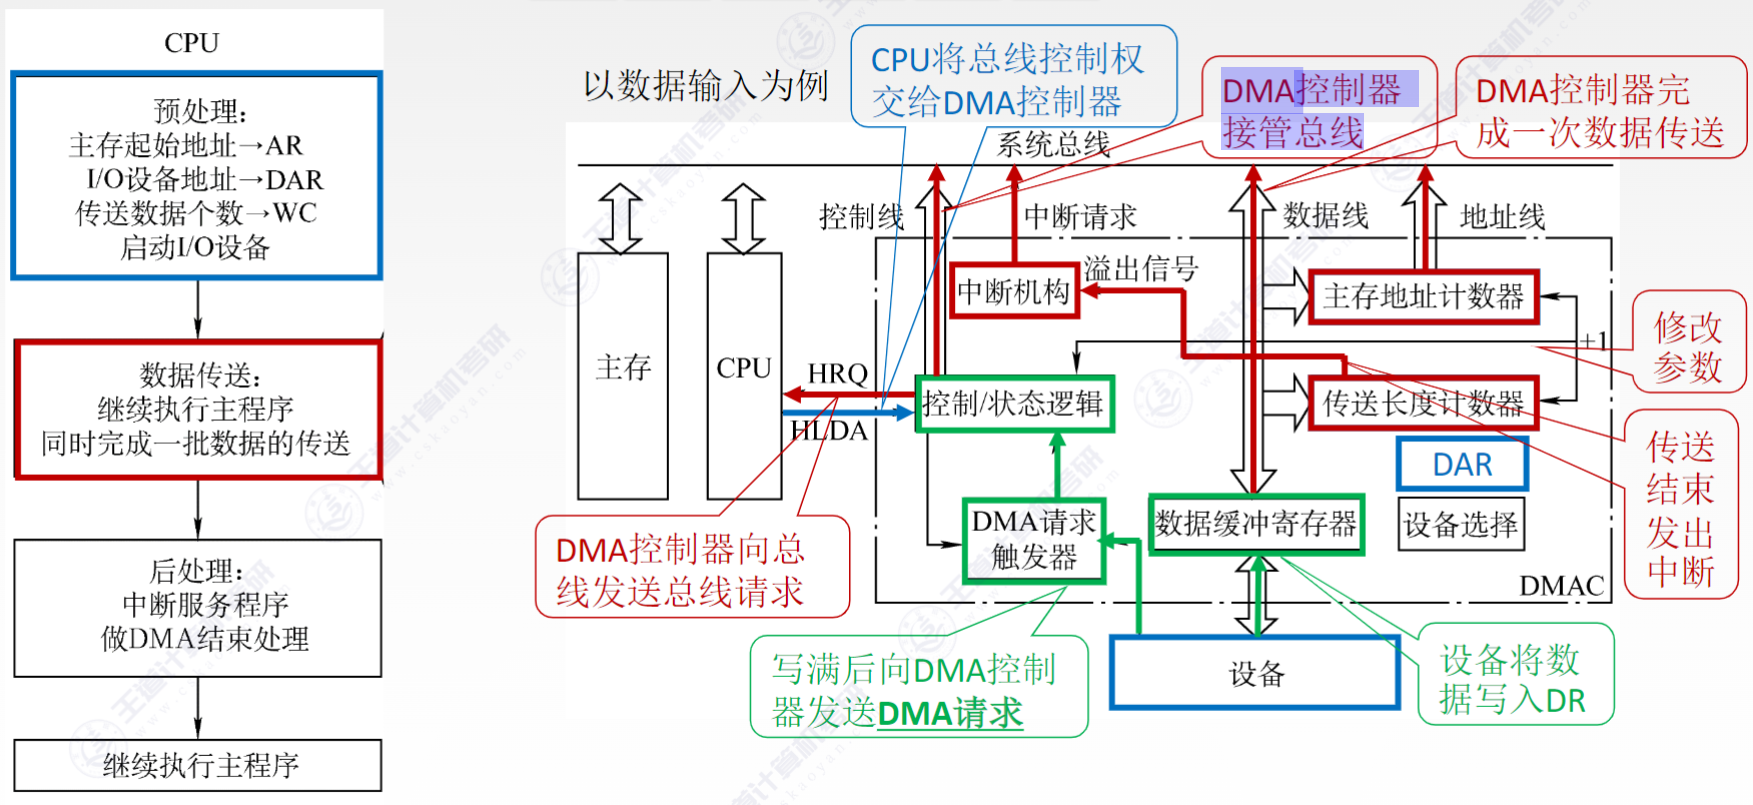 CPU
预处理：
主存起始地址→AR
I/O设备地址→DAR
传送数据个数→WC
启动I/O设备
数据传送：
继续执行主程序
同时完成一批数据的传送
后处理：
中断服务程序
做DMA结束处理
继续执行主程序
以数据输入为例
CPU将总线控制权
交给DMA控制器
DMA控制器
接管总线
DMA控制器完
成一次数据传送
系统总线
控制线
中断请求
数据线
地址线
溢出信号
中断机构
主存地址计数器
+1
修改
参数
主存
CPU
HRQ
HLDA
控制/状态逻辑
传送长度计数器
传送
结束
发出
中断
DAR
DMA请求
触发器
数据缓冲寄存器
设备选择
DMAC
DMA控制器向总
线发送总线请求
写满后向DMA控制
器发送DMA请求
设备
设备将数
据写入DR
王道计算机考研
www.cskaoyan.com